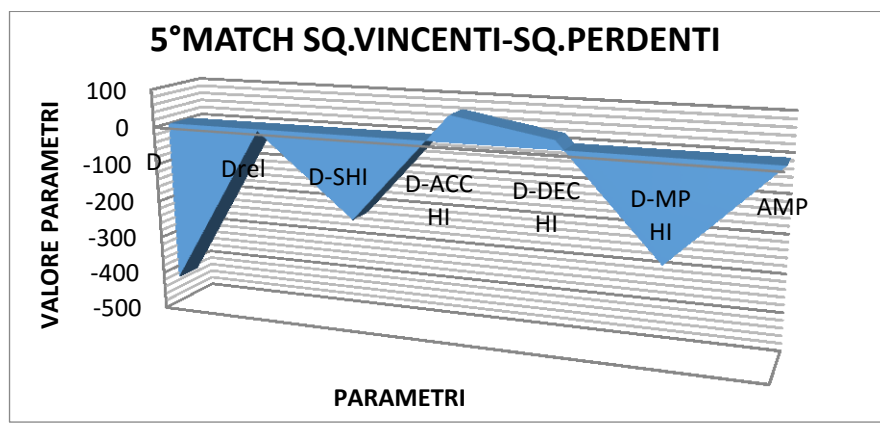 5°MATCH SQ.VINCENTI-SQ.PERDENTI
VALORE PARAMETRI
100
0
-100
-200
-300
-400
-500
D
Drel
D-SHI
D-ACC
HI
D-DEC
HI
D-MP
HI
AMP
PARAMETRI